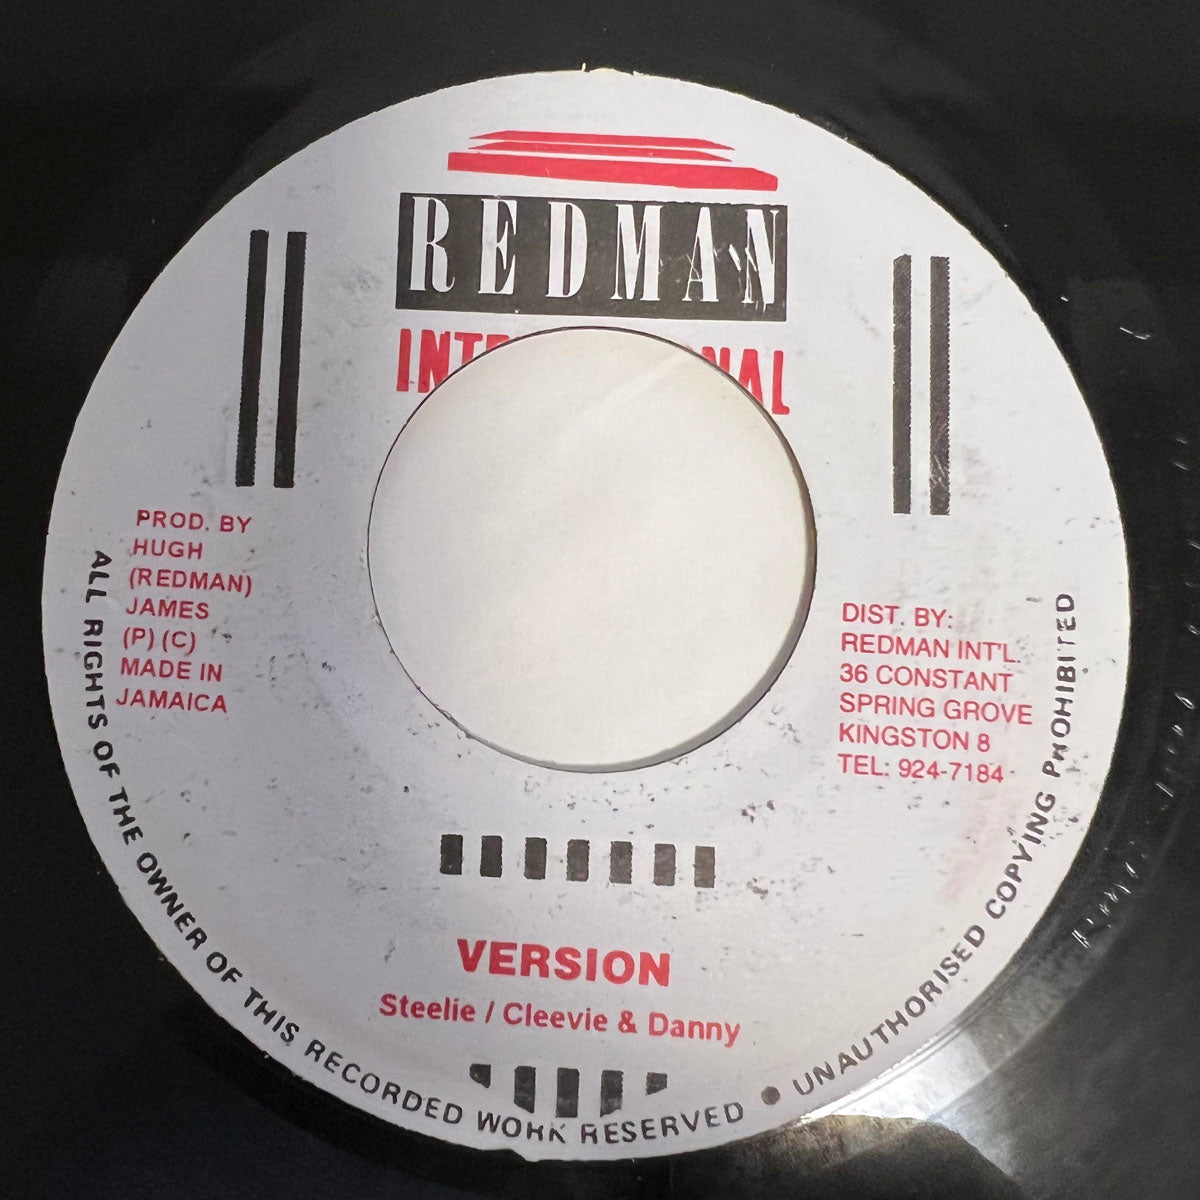 REDMAN
PROD. BY
HUGH
(REDMAN)
JAMES
(P) (C)
MADE IN
JAMAICA
DIST. BY:
REDMAN INT'L.
36 CONSTANT
SPRING GROVE
KINGSTON 8
TEL: 924-7184
VERSION
Steelie / Cleevie & Danny
ALL RIGHTS OF THE OWNER OF THIS RECORDED WORK RESERVED • UNAUTHORISED COPYING PROHIBITED